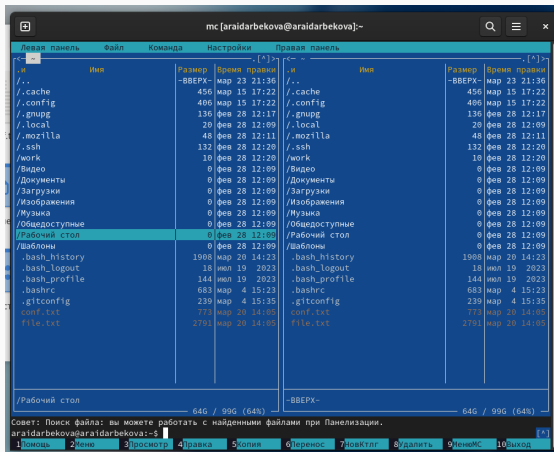 mc [araidarbekova@araidarbekova]:~
Левая панель Файл Команда Настройки Правая панель
<— ~ .[^]> <— ~ .[^]>
.и Имя Размер Время правки .и Имя Размер Время правки
/.. -ВВЕРХ- мар 23 21:36 /.. -ВВЕРХ- мар 23 21:36
/.cache 456 мар 15 17:22 /.cache 456 мар 15 17:22
/.config 406 мар 15 17:22 /.config 406 мар 15 17:22
/.gnupg 136 фев 28 12:17 /.gnupg 136 фев 28 12:17
/.local 20 фев 28 12:09 /.local 20 фев 28 12:09
/.mozilla 48 фев 28 12:11 /.mozilla 48 фев 28 12:11
/.ssh 132 фев 28 12:20 /.ssh 132 фев 28 12:20
/work 10 фев 28 12:20 /work 10 фев 28 12:20
/Видео 0 фев 28 12:09 /Видео 0 фев 28 12:09
/Документы 0 фев 28 12:09 /Документы 0 фев 28 12:09
/Загрузки 0 фев 28 12:09 /Загрузки 0 фев 28 12:09
/Изображения 0 фев 28 12:09 /Изображения 0 фев 28 12:09
/Музыка 0 фев 28 12:09 /Музыка 0 фев 28 12:09
/Общедоступные 0 фев 28 12:09 /Общедоступные 0 фев 28 12:09
/Рабочий стол 0 фев 28 12:09 /Рабочий стол 0 фев 28 12:09
/Шаблоны 0 фев 28 12:09 /Шаблоны 0 фев 28 12:09
.bash_history 1908 мар 20 14:23 .bash_history 1908 мар 20 14:23
.bash_logout 18 июл 19 2023 .bash_logout 18 июл 19 2023
.bash_profile 144 июл 19 2023 .bash_profile 144 июл 19 2023
.bashrc 683 мар 4 15:23 .bashrc 683 мар 4 15:23
.gitconfig 239 мар 4 15:35 .gitconfig 239 мар 4 15:35
conf.txt 773 мар 20 14:05 conf.txt 773 мар 20 14:05
file.txt 2791 мар 20 14:05 file.txt 2791 мар 20 14:05
/Рабочий стол -ВВЕРХ-
64G / 99G (64%) 64G / 99G (64%)
Совет: Поиск файла: вы можете работать с найденными файлами при Панелизации.
araidarbekova@araidarbekova:~$ [^]
1Помощь 2Меню 3Просмотр 4Правка 5Копия 6Перенос 7НовКтлг 8Удалить 9МенюМС 10Выход